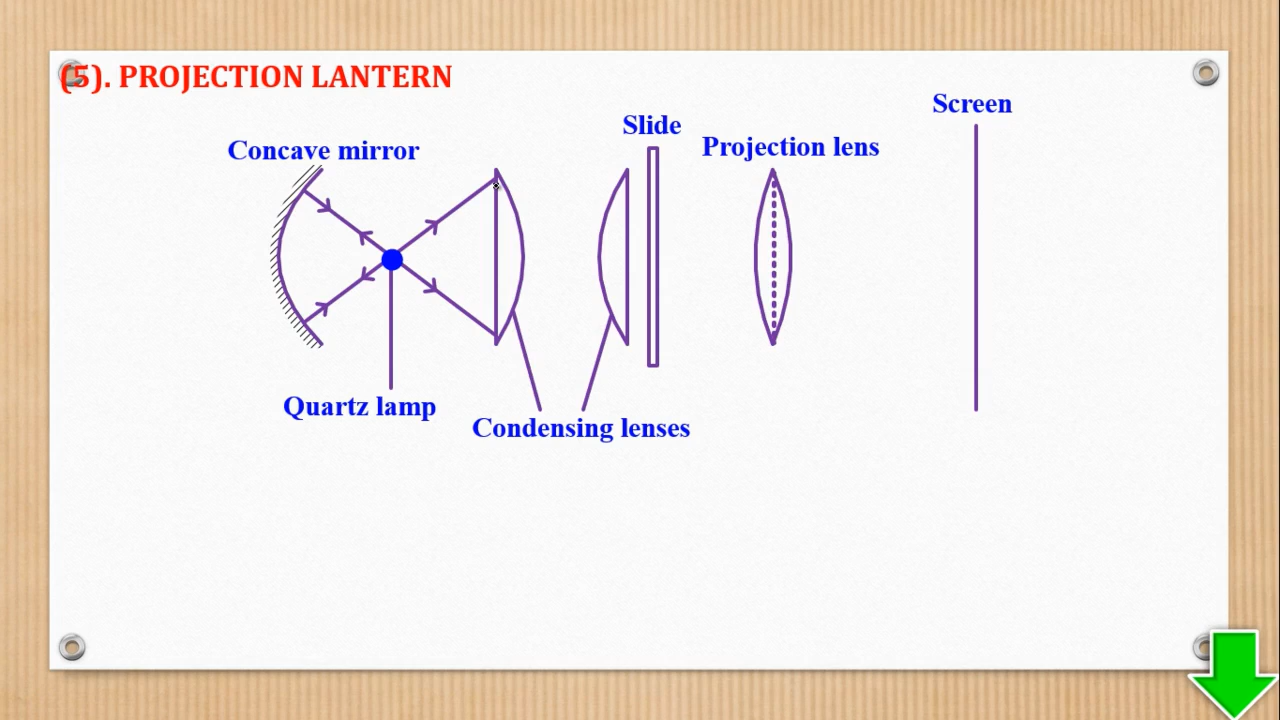 (5). PROJECTION LANTERN
Screen
Slide
Projection lens
Concave mirror
Quartz lamp
Condensing lenses